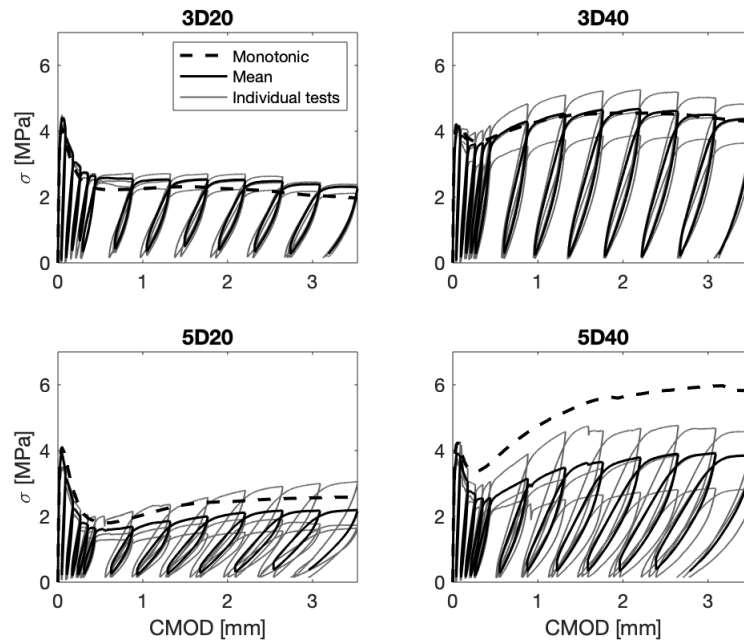 3D20
3D40
6
4
2
0
σ [MPa]
Monotonic
Mean
Individual tests
0 1 2 3
6
4
2
0
0 1 2 3
5D20
5D40
6
4
2
0
σ [MPa]
0 1 2 3
CMOD [mm]
6
4
2
0
0 1 2 3
CMOD [mm]